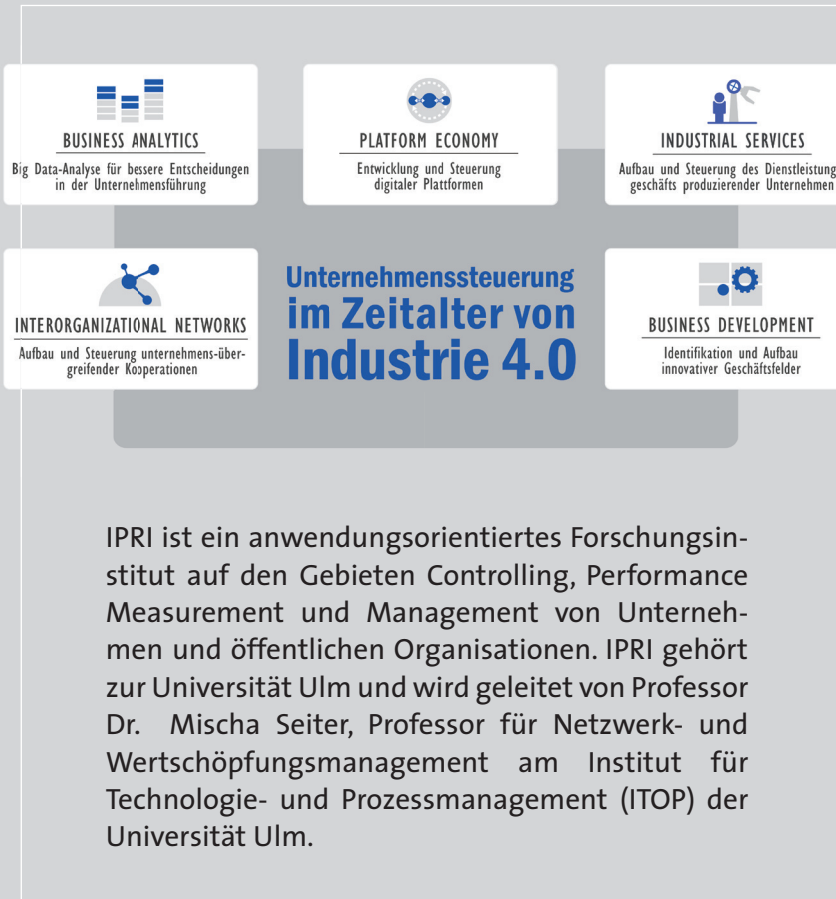 BUSINESS ANALYTICS
Big Data-Analyse für bessere Entscheidungen
in der Unternehmensführung
PLATFORM ECONOMY
Entwicklung und Steuerung
digitaler Plattformen
INDUSTRIAL SERVICES
Aufbau und Steuerung des Dienstleistung
geschäfts produzierender Unternehmen
INTERORGANIZATIONAL NETWORKS
Aufbau und Steuerung unternehmens-über-
greifender Kooperationen
Unternehmenssteuerung
im Zeitalter von
Industrie 4.0
BUSINESS DEVELOPMENT
Identifikation und Aufbau
innovativer Geschäftsfelder
IPRI ist ein anwendungsorientiertes Forschungsin-
stitut auf den Gebieten Controlling, Performance
Measurement und Management von Unterneh-
men und öffentlichen Organisationen. IPRI gehört
zur Universität Ulm und wird geleitet von Professor
Dr. Mischa Seiter, Professor für Netzwerk- und
Wertschöpfungsmanagement am Institut für
Technologie- und Prozessmanagement (ITOP) der
Universität Ulm.